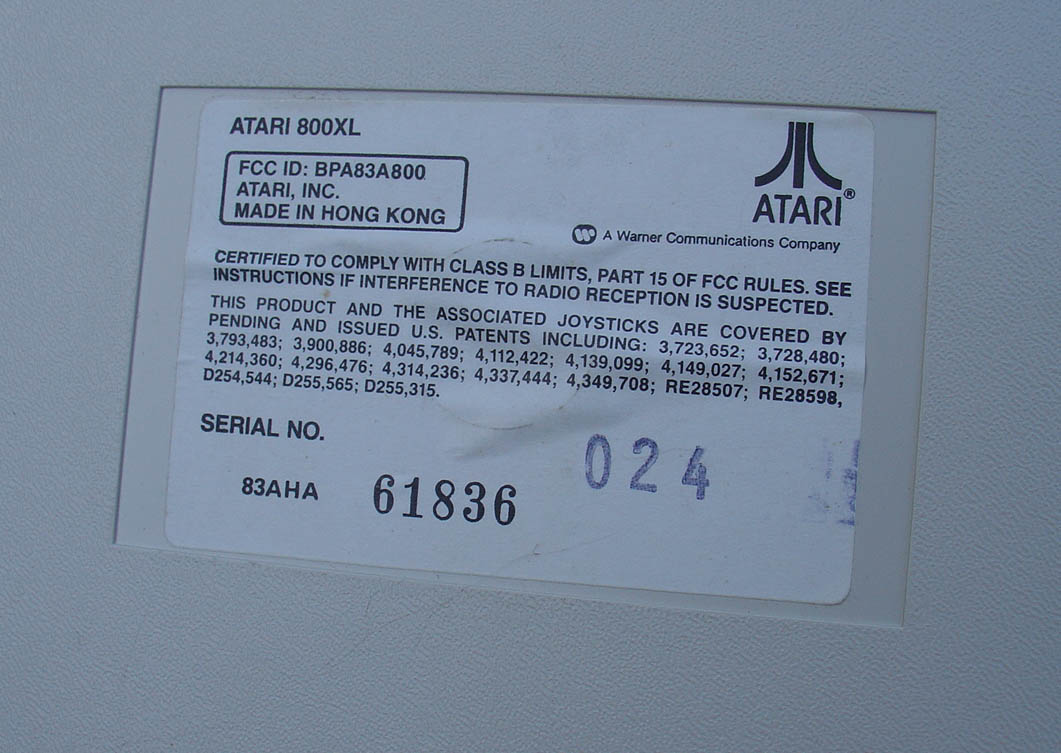 ATARI 800XL
FCC ID: BPA83A800
ATARI, INC.
MADE IN HONG KONG
ATARI®
A Warner Communications Company
CERTIFIED TO COMPLY WITH CLASS B LIMITS, PART 15 OF FCC RULES. SEE
INSTRUCTIONS IF INTERFERENCE TO RADIO RECEPTION IS SUSPECTED.
THIS PRODUCT AND THE ASSOCIATED JOYSTICKS ARE COVERED BY
PENDING AND ISSUED U.S. PATENTS INCLUDING: 3,723,652; 3,728,480;
3,793,483; 3,900,886; 4,045,789; 4,112,422; 4,139,099; 4,149,027; 4,152,671;
4,214,360; 4,296,476; 4,314,236; 4,337,444; 4,349,708; RE28507; RE28598,
D254,544; D255,565; D255,315.
SERIAL NO.
83AHA 61836 024